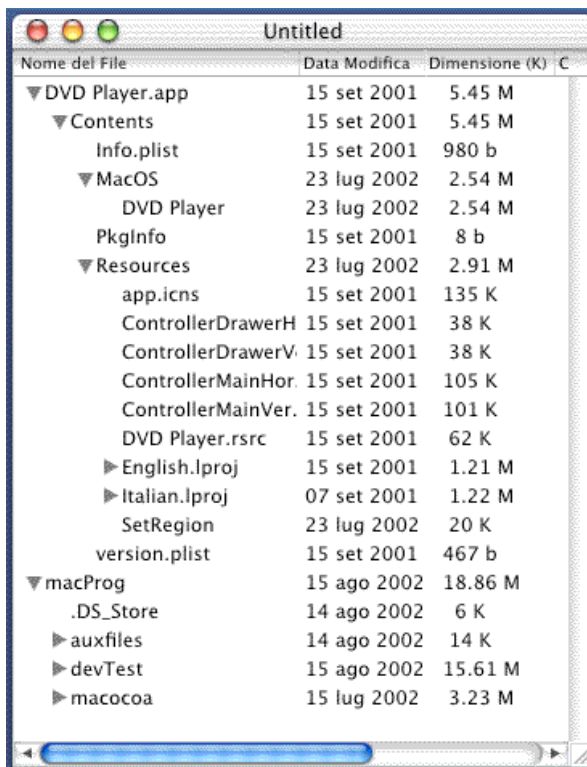 Untitled
Nome del File Data Modifica Dimensione (K) C
DVD Player.app 15 set 2001 5.45 M
Contents 15 set 2001 5.45 M
Info.plist 15 set 2001 980 b
MacOS 23 lug 2002 2.54 M
DVD Player 23 lug 2002 2.54 M
PkgInfo 15 set 2001 8 b
Resources 23 lug 2002 2.91 M
app.icns 15 set 2001 135 K
ControllerDrawerH 15 set 2001 38 K
ControllerDrawerV 15 set 2001 38 K
ControllerMainHor. 15 set 2001 105 K
ControllerMainVer. 15 set 2001 101 K
DVD Player.rsrc 15 set 2001 62 K
English.lproj 15 set 2001 1.21 M
Italian.lproj 07 set 2001 1.22 M
SetRegion 23 lug 2002 20 K
version.plist 15 set 2001 467 b
macProg 15 ago 2002 18.86 M
.DS_Store 14 ago 2002 6 K
auxfiles 14 ago 2002 14 K
devTest 15 ago 2002 15.61 M
macocoa 15 lug 2002 3.23 M